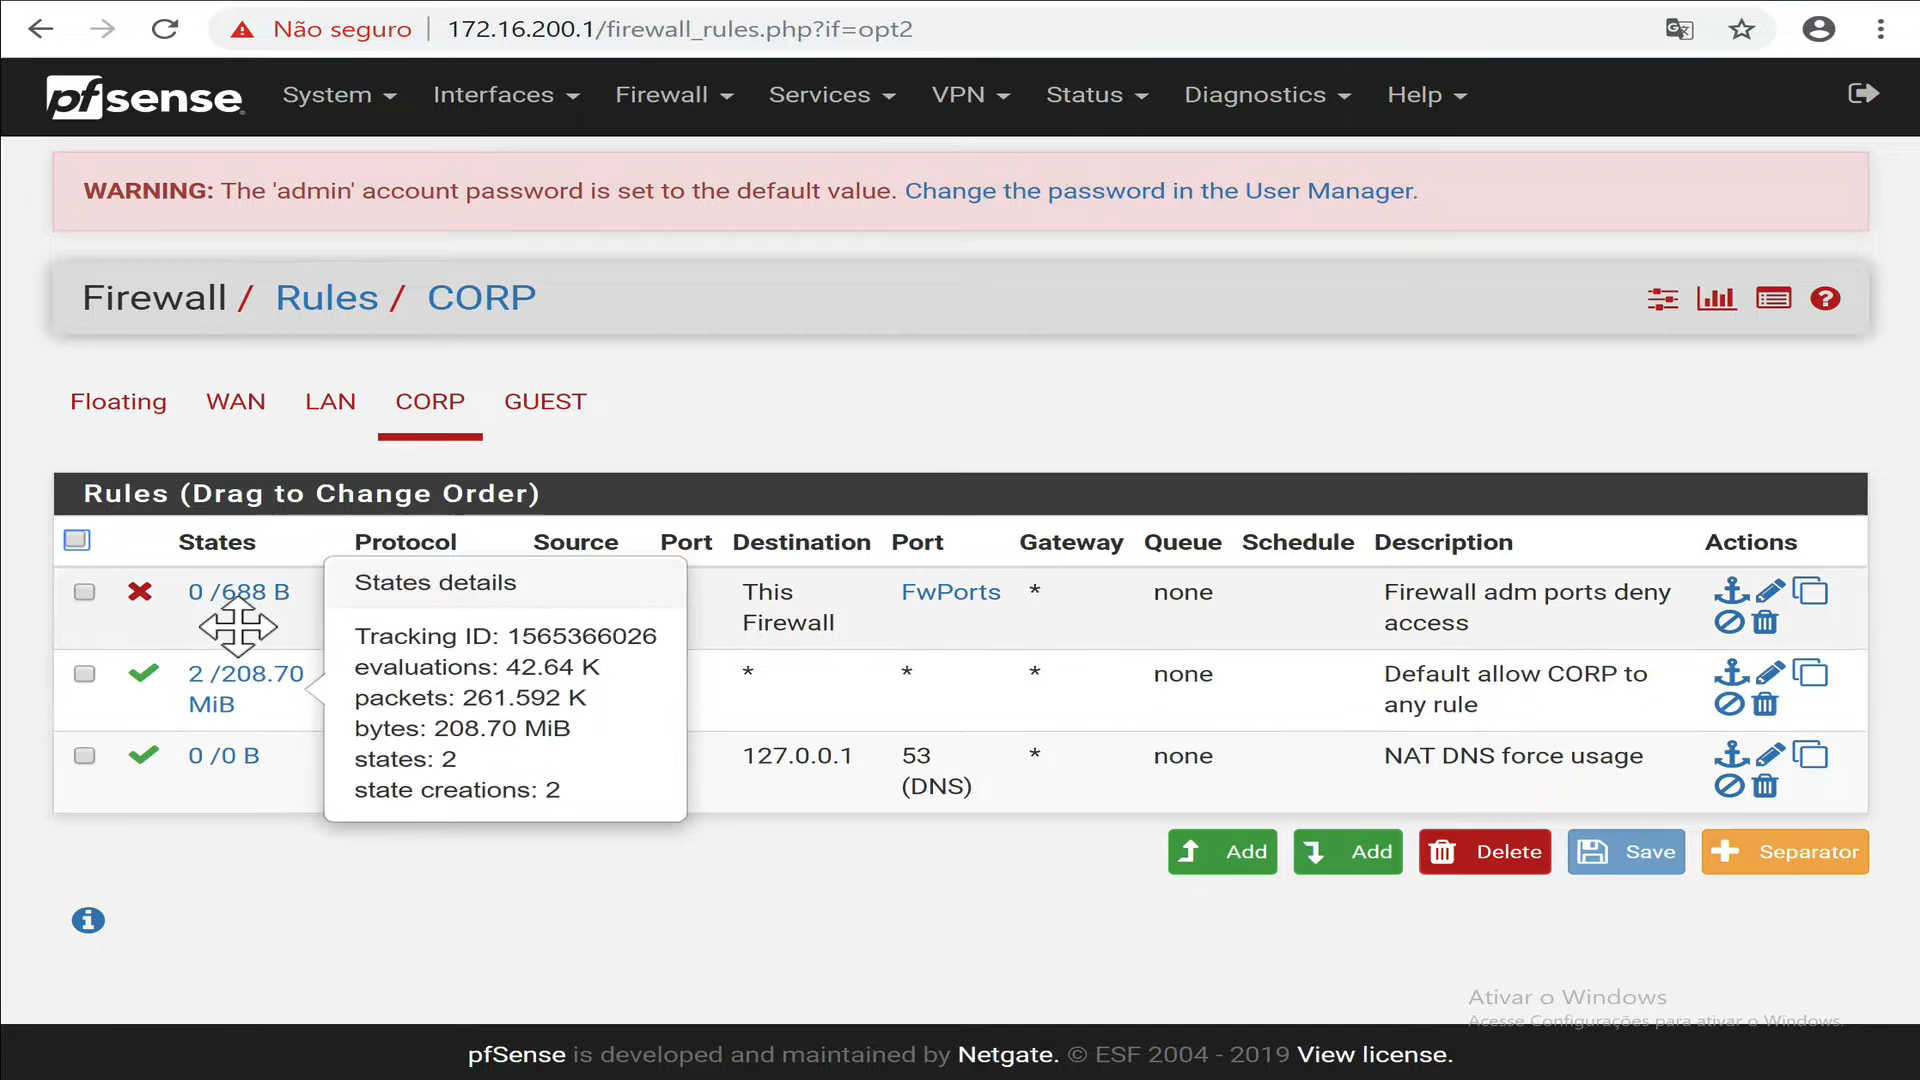 Não seguro | 172.16.200.1/firewall_rules.php?if=opt2
pfsense System Interfaces Firewall Services VPN Status Diagnostics Help
WARNING: The 'admin' account password is set to the default value. Change the password in the User Manager.
Firewall / Rules / CORP
Floating WAN LAN CORP GUEST
Rules (Drag to Change Order)
States Protocol Source Port Destination Port Gateway Queue Schedule Description Actions
0 /688 B
This
Firewall
FwPorts * none
Firewall adm ports deny
access
2 /208.70
MiB
* * * none
Default allow CORP to
any rule
0 /0 B
127.0.0.1
53
(DNS)
* none
NAT DNS force usage
States details
Tracking ID: 1565366026
evaluations: 42.64 K
packets: 261.592 K
bytes: 208.70 MiB
states: 2
state creations: 2
Add Add Delete Save Separator
Ativar o Windows
Acesse Configurações para ativar o Windows.
pfSense is developed and maintained by Netgate. © ESF 2004 - 2019 View license.